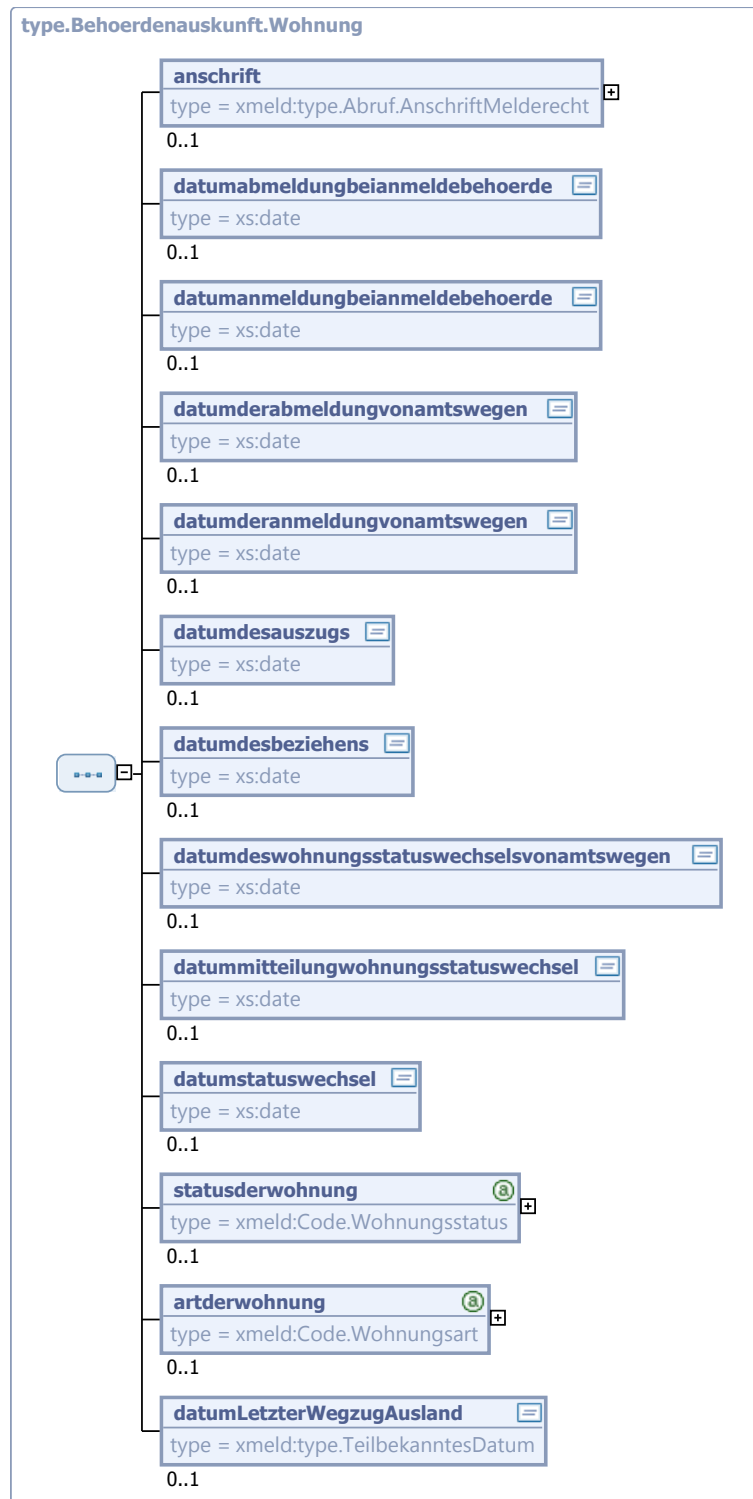 type.Behoerdenauskunft.Wohnung
anschrift
type = xmeld:type.Abruf.AnschriftMelderecht
0..1
datumabmeldungbeianmeldebehoerde
type = xs:date
0..1
datumanmeldungbeianmeldebehoerde
type = xs:date
0..1
datumderabmeldungvonamtswegen
type = xs:date
0..1
datumderanmeldungvonamtswegen
type = xs:date
0..1
datumdesauszugs
type = xs:date
0..1
datumdesbeziehens
type = xs:date
0..1
datumdeswohnungsstatuswechselsvonamtswegen
type = xs:date
0..1
datummitteilungwohnungsstatuswechsel
type = xs:date
0..1
datumstatuswechsel
type = xs:date
0..1
statusderwohnung
type = xmeld:Code.Wohnungsstatus
0..1
artderwohnung
type = xmeld:Code.Wohnungsart
0..1
datumLetzterWegzugAusland
type = xmeld:type.TeilbekanntesDatum
0..1